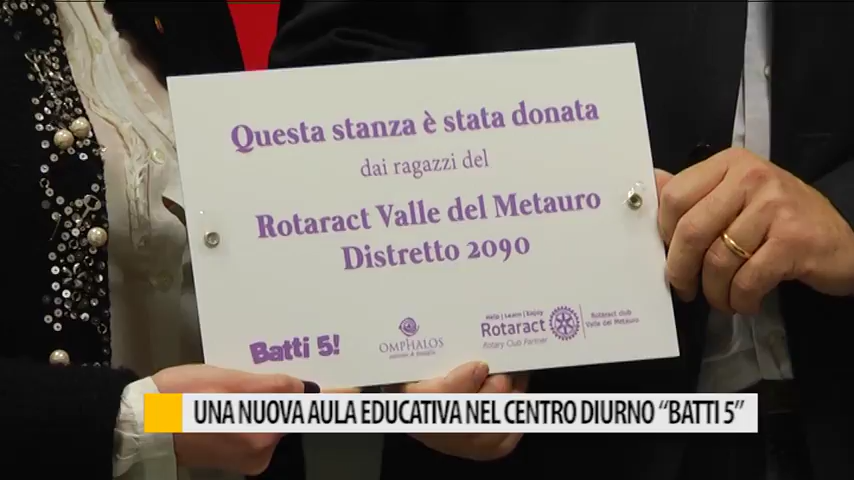 Questa stanza è stata donata
dai ragazzi del
Rotaract Valle del Metauro
Distretto 2090
Batti 5!
OMPHALOS
Rotaract
Rotary Club Partner
Rotaract club
Valle del Metauro
UNA NUOVA AULA EDUCATIVA NEL CENTRO DIURNO “BATTI 5”